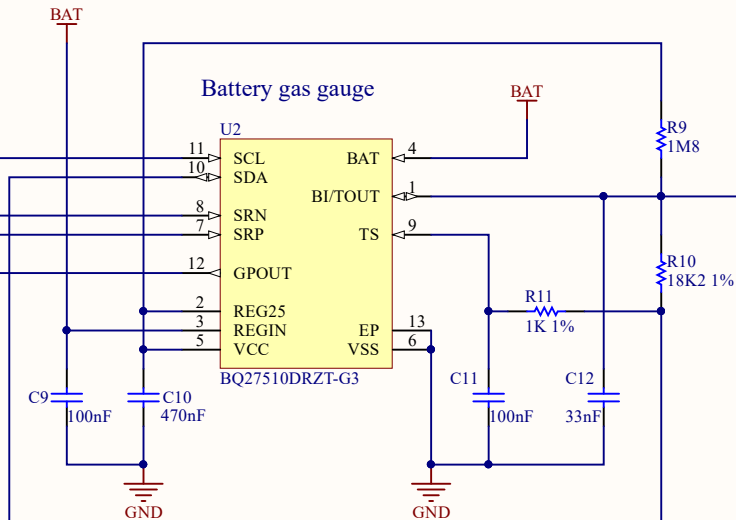 BAT
Battery gas gauge
BAT
U2
R9
1M8
11
SCL
10
SDA
8
SRN
7
SRP
12
GPOUT
2
REG25
3
REGIN
5
VCC
BAT
4
BI/TOUT
1
TS
9
EP
13
VSS
6
BQ27510DRZT-G3
R10
18K2 1%
R11
1K 1%
C9
100nF
C10
470nF
C11
100nF
C12
33nF
GND
GND